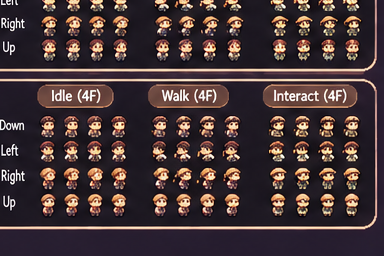 Left
Right
Up
Idle (4F) Walk (4F) Interact (4F)
Down
Left
Right
Up